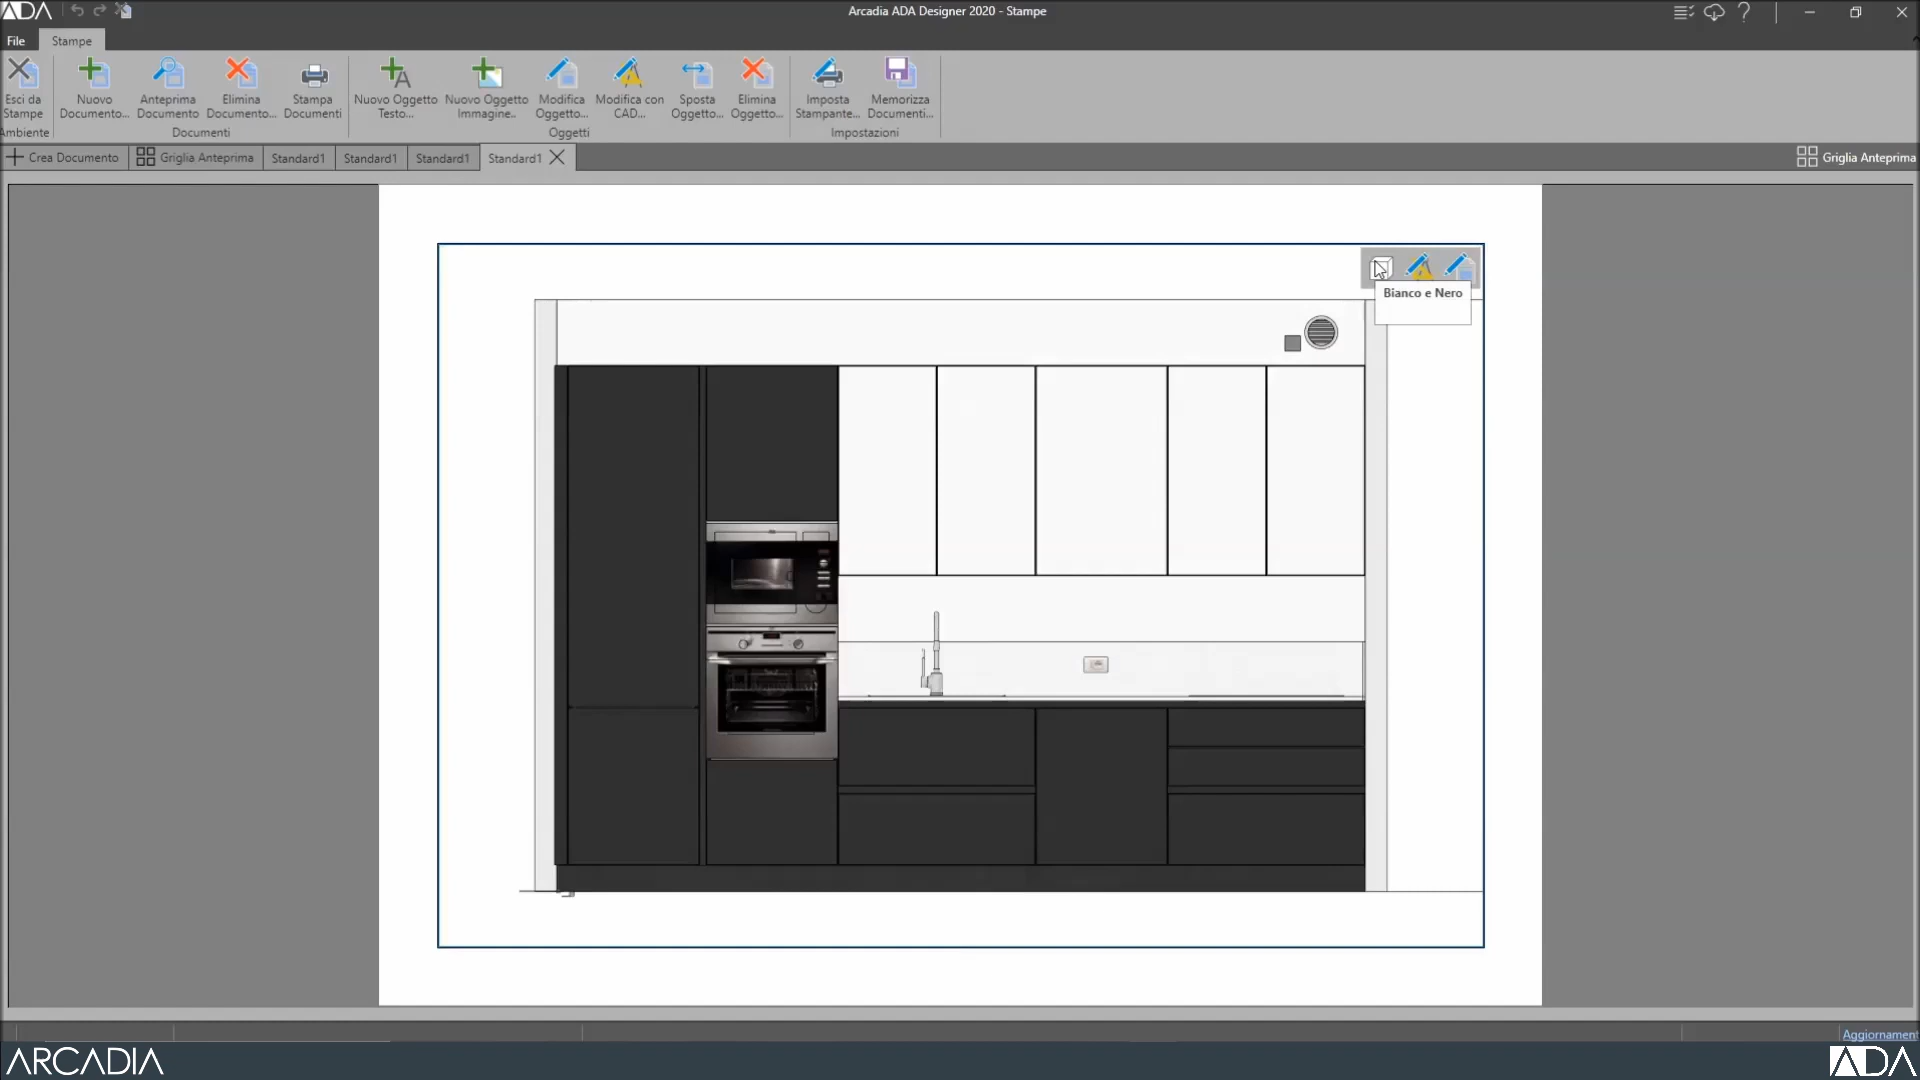 ADA
Arcadia ADA Designer 2020 - Stampe
File
Stampe
Esci da Stampe
Nuovo Documento...
Anteprima Documento
Elimina Documento...
Stampa Documenti
Nuovo Oggetto Testo...
Nuovo Oggetto Immagine..
Modifica Oggetto...
Modifica con CAD...
Sposta Oggetto...
Elimina Oggetto...
Imposta Stampante...
Memorizza Documenti...
Ambiente
Documenti
Oggetti
Impostazioni
Crea Documento
Griglia Anteprima
Standard1
Standard1
Standard1
Standard1
Griglia Anteprima
Bianco e Nero
Aggiornament
ARCADIA
ADA